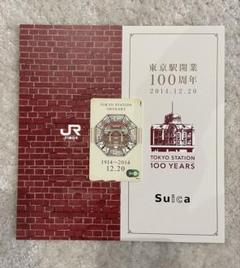 東京駅開業
100周年
2014.12.20
TOKYO STATION
100 YEARS
Suica
JR
TOKYO STATION
1914~2014
12.20